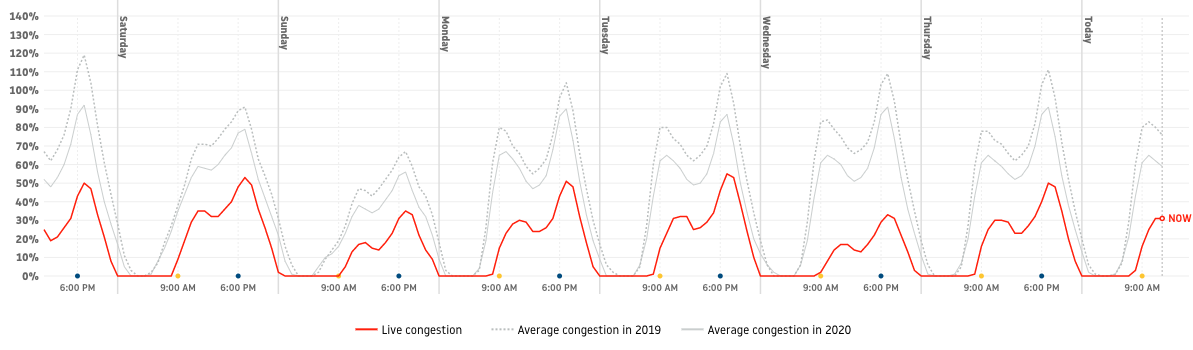 140%
130%
120%
110%
100%
90%
80%
70%
60%
50%
40%
30%
20%
10%
0%
Saturday
Sunday
Monday
Tuesday
Wednesday
Thursday
Today
NOW
6:00 PM 9:00 AM 6:00 PM 9:00 AM 6:00 PM 9:00 AM 6:00 PM 9:00 AM 6:00 PM 9:00 AM 6:00 PM 9:00 AM 6:00 PM 9:00 AM
Live congestion Average congestion in 2019 Average congestion in 2020